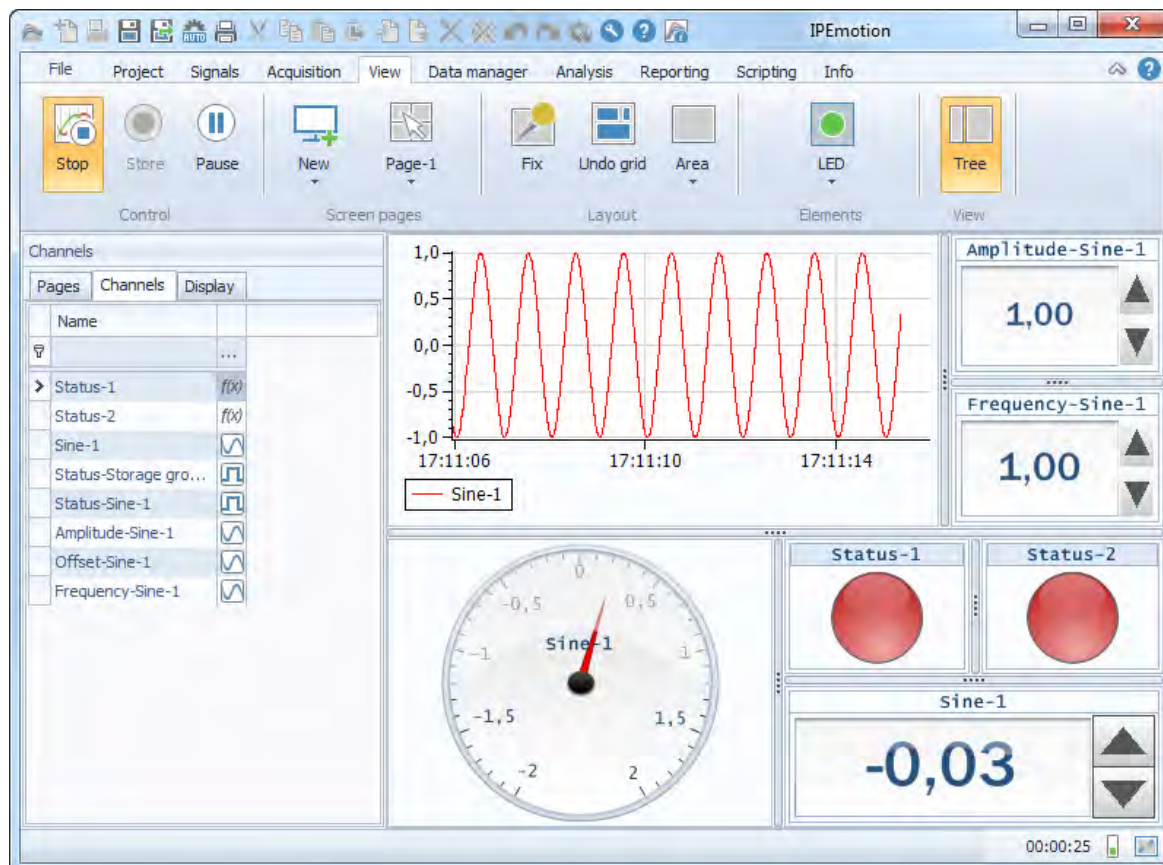 AUTO
IPEmotion
File Project Signals Acquisition View Data manager Analysis Reporting Scripting Info
Stop Store Pause New Page-1 Fix Undo grid Area LED Tree
Control Screen pages Layout Elements View
Channels
Pages Channels Display
Name
...
Status-1 f(x)
Status-2 f(x)
Sine-1
Status-Storage gro...
Status-Sine-1
Amplitude-Sine-1
Offset-Sine-1
Frequency-Sine-1
1,0
0,5
0,0
-0,5
-1,0
17:11:06 17:11:10 17:11:14
Sine-1
Amplitude-Sine-1
1,00
Frequency-Sine-1
1,00
0
-0,5 0,5
Sine-1
-1 1
-1,5 1,5
-2 2
Status-1 Status-2
Sine-1
-0,03
00:00:25